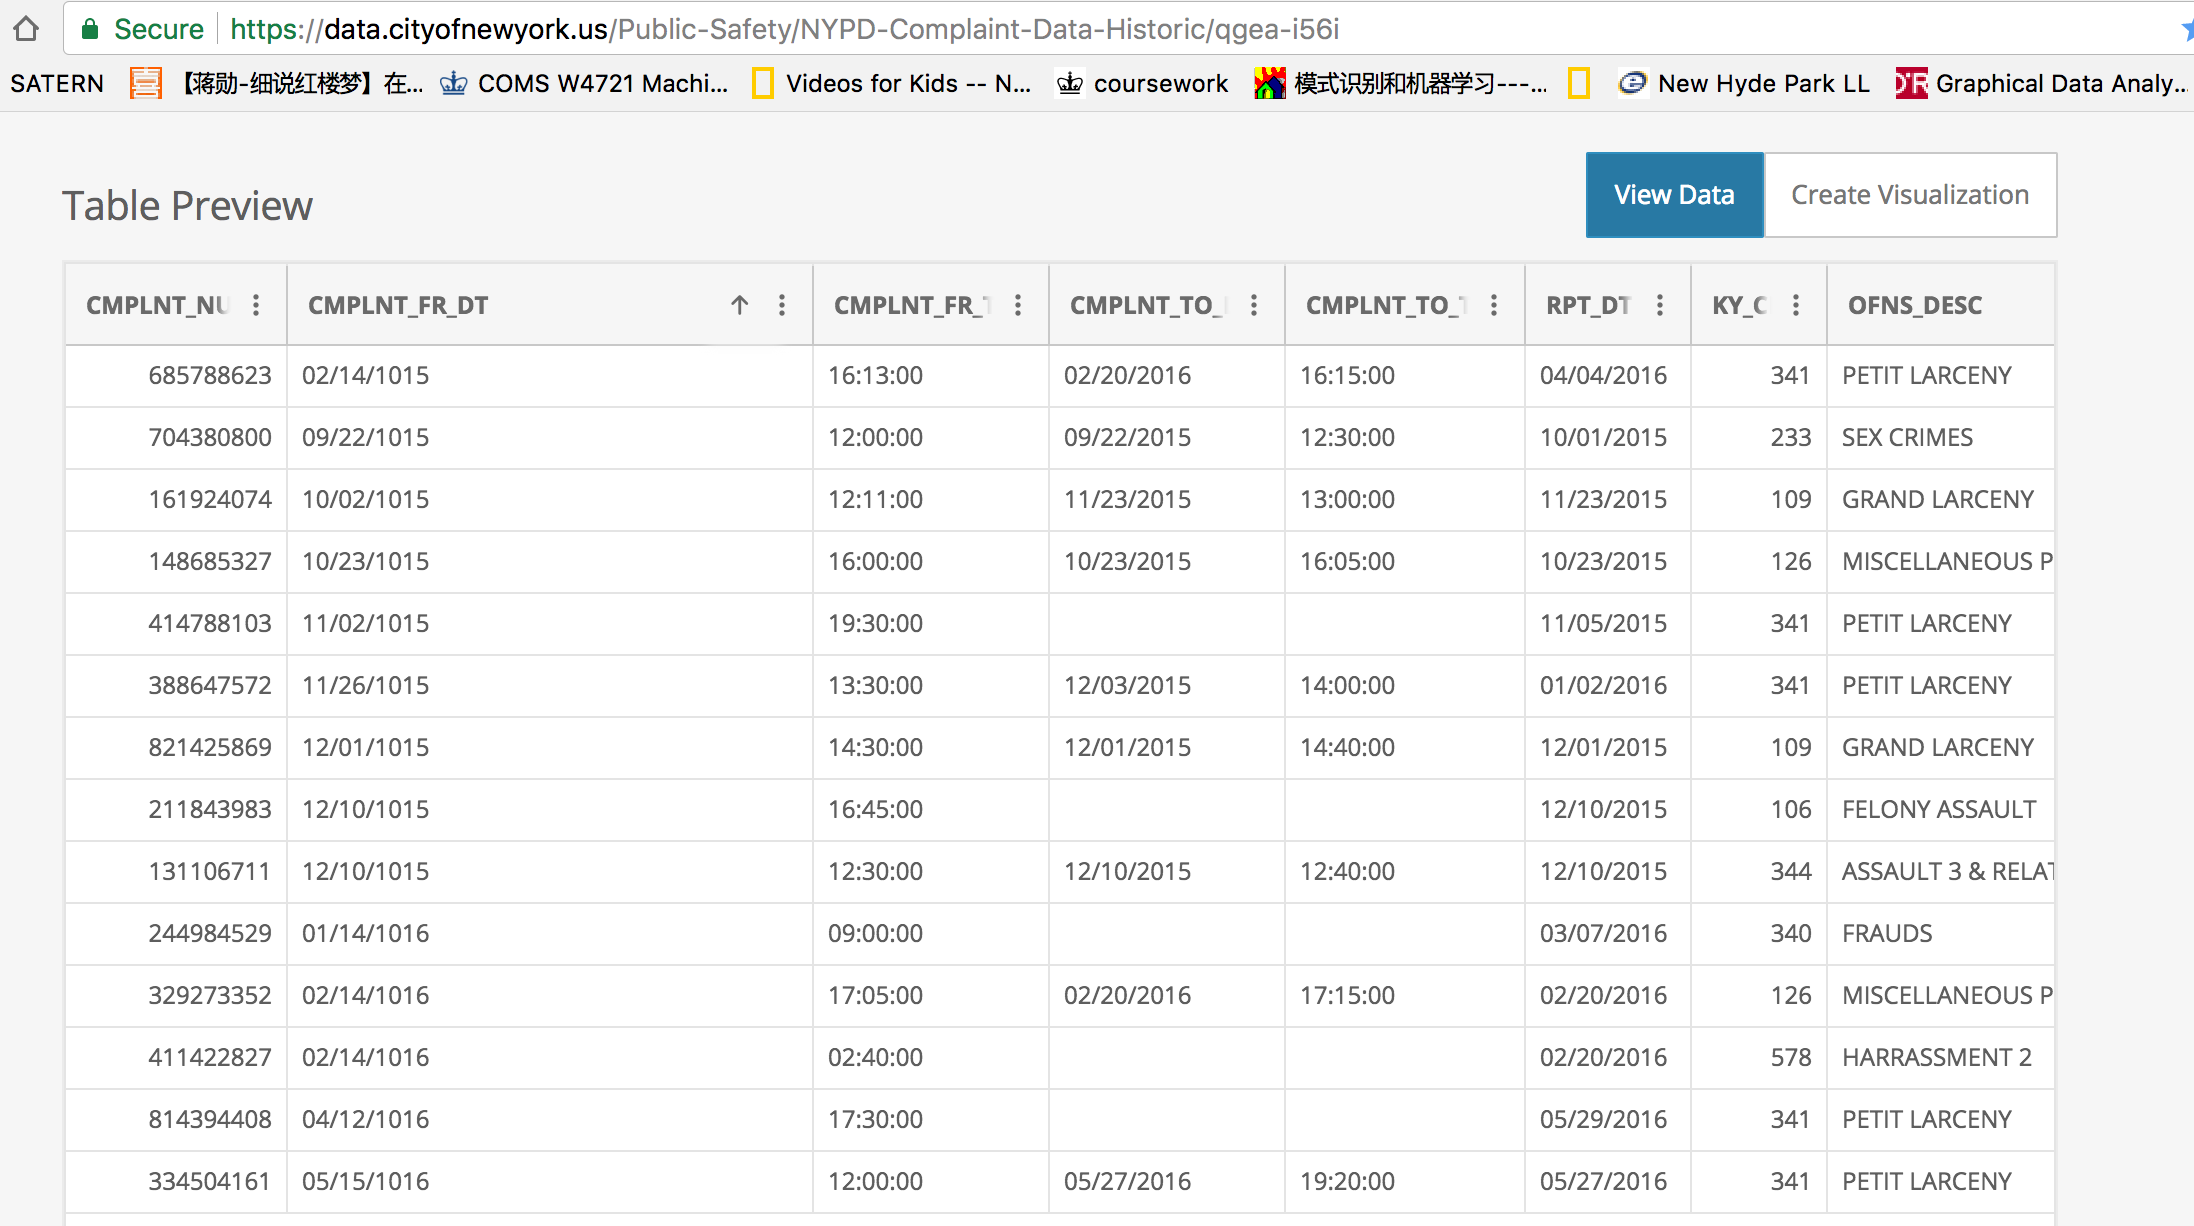 Secure https://data.cityofnewyork.us/Public-Safety/NYPD-Complaint-Data-Historic/qgea-i56i
SATERN 【蒋勋-细说红楼梦】在... COMS W4721 Machi... Videos for Kids -- N... coursework 模式识别和机器学习---... New Hyde Park LL Graphical Data Analy...
Table Preview View Data Create Visualization
CMPLNT_NU CMPLNT_FR_DT CMPLNT_FR_T CMPLNT_TO_ CMPLNT_TO_T RPT_DT KY_C OFNS_DESC
685788623 02/14/1015 16:13:00 02/20/2016 16:15:00 04/04/2016 341 PETIT LARCENY
704380800 09/22/1015 12:00:00 09/22/2015 12:30:00 10/01/2015 233 SEX CRIMES
161924074 10/02/1015 12:11:00 11/23/2015 13:00:00 11/23/2015 109 GRAND LARCENY
148685327 10/23/1015 16:00:00 10/23/2015 16:05:00 10/23/2015 126 MISCELLANEOUS P
414788103 11/02/1015 19:30:00 11/05/2015 341 PETIT LARCENY
388647572 11/26/1015 13:30:00 12/03/2015 14:00:00 01/02/2016 341 PETIT LARCENY
821425869 12/01/1015 14:30:00 12/01/2015 14:40:00 12/01/2015 109 GRAND LARCENY
211843983 12/10/1015 16:45:00 12/10/2015 106 FELONY ASSAULT
131106711 12/10/1015 12:30:00 12/10/2015 12:40:00 12/10/2015 344 ASSAULT 3 & RELAT
244984529 01/14/1016 09:00:00 03/07/2016 340 FRAUDS
329273352 02/14/1016 17:05:00 02/20/2016 17:15:00 02/20/2016 126 MISCELLANEOUS P
411422827 02/14/1016 02:40:00 02/20/2016 578 HARRASSMENT 2
814394408 04/12/1016 17:30:00 05/29/2016 341 PETIT LARCENY
334504161 05/15/1016 12:00:00 05/27/2016 19:20:00 05/27/2016 341 PETIT LARCENY